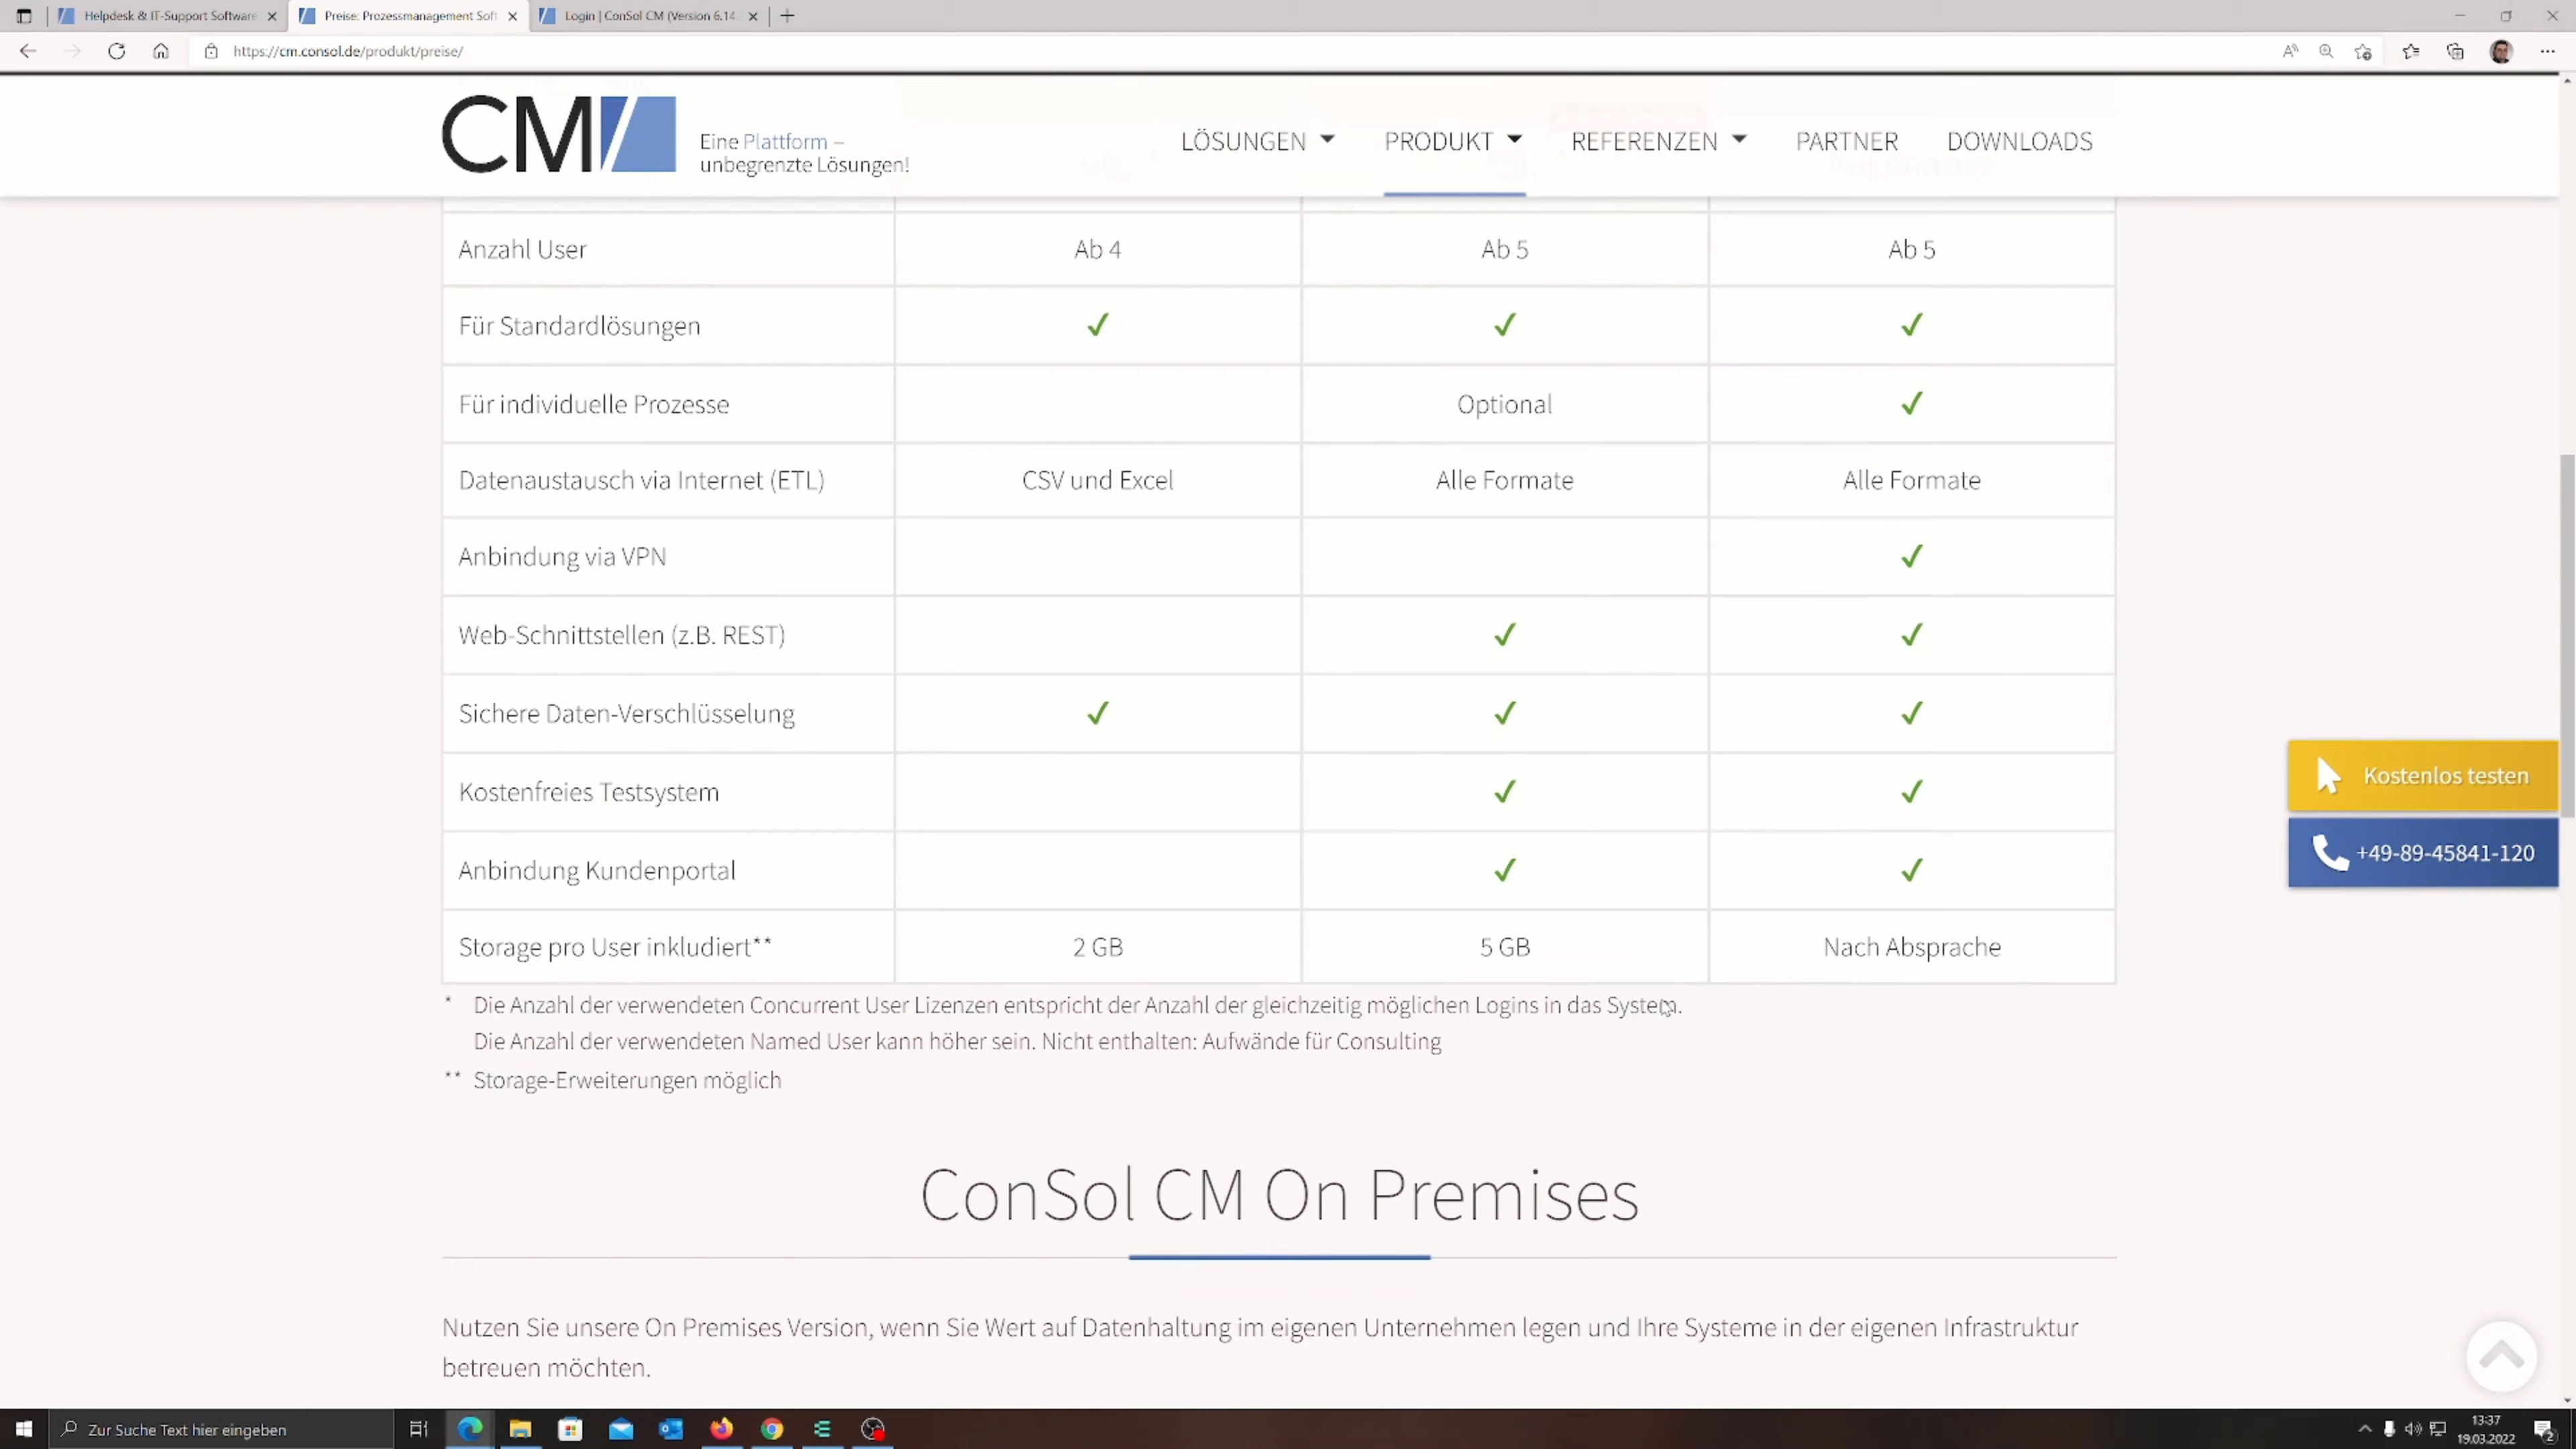 Helpdesk & IT-Support Software
Preise: Prozessmanagement Soft
Login | ConSol CM (Version 6.14.
https://cm.consol.de/produkt/preise/
CM
Eine Plattform –
unbegrenzte Lösungen!
LÖSUNGEN
PRODUKT
REFERENZEN
PARTNER
DOWNLOADS
Anzahl User Ab 4 Ab 5 Ab 5
Für Standardlösungen ✓ ✓ ✓
Für individuelle Prozesse Optional ✓
Datenaustausch via Internet (ETL) CSV und Excel Alle Formate Alle Formate
Anbindung via VPN ✓
Web-Schnittstellen (z.B. REST) ✓ ✓
Sichere Daten-Verschlüsselung ✓ ✓ ✓
Kostenfreies Testsystem ✓ ✓
Anbindung Kundenportal ✓ ✓
Storage pro User inkludiert** 2 GB 5 GB Nach Absprache
Kostenlos testen
+49-89-45841-120
* Die Anzahl der verwendeten Concurrent User Lizenzen entspricht der Anzahl der gleichzeitig möglichen Logins in das System.
Die Anzahl der verwendeten Named User kann höher sein. Nicht enthalten: Aufwände für Consulting
** Storage-Erweiterungen möglich
ConSol CM On Premises
Nutzen Sie unsere On Premises Version, wenn Sie Wert auf Datenhaltung im eigenen Unternehmen legen und Ihre Systeme in der eigenen Infrastruktur
betreuen möchten.
Zur Suche Text hier eingeben
13:37
19.03.2022
2